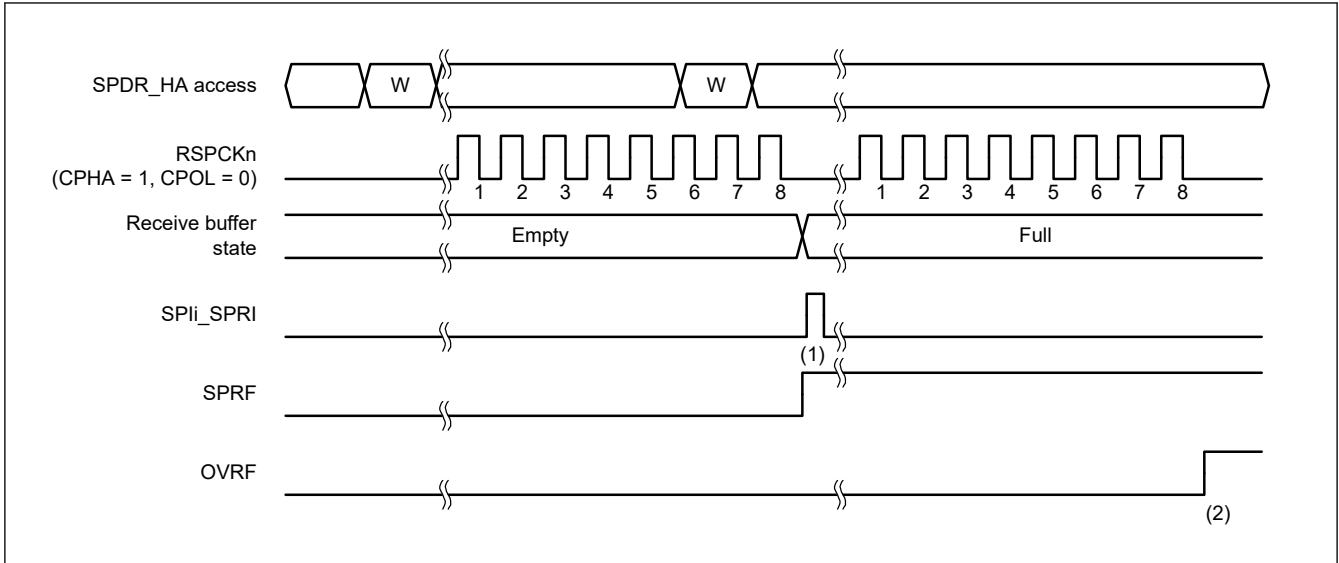 SPDR_HA access
W
W
RSPCKn
(CPHA = 1, CPOL = 0)
1 2 3 4 5 6 7 8 1 2 3 4 5 6 7 8
Receive buffer
state
Empty
Full
SPIi_SPRI
(1)
SPRF
OVRF
(2)